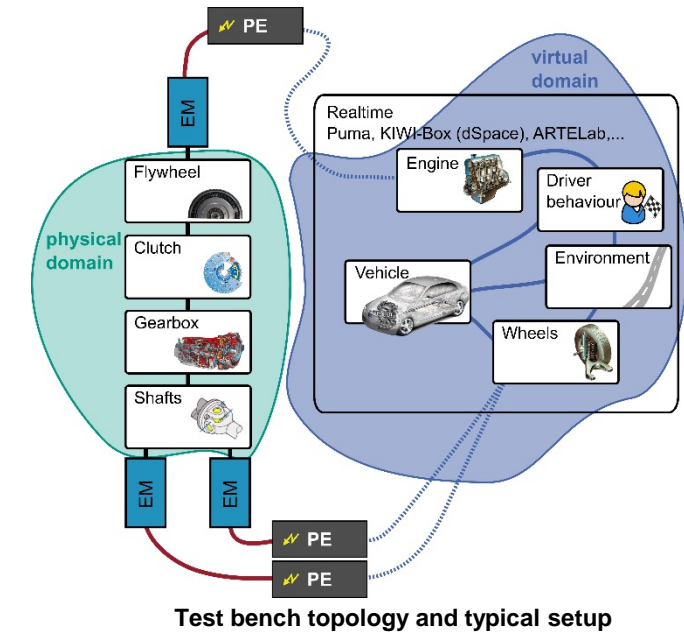 PE
EM
Flywheel
physical
domain
Clutch
Gearbox
Shafts
EM
EM
PE
PE
virtual
domain
Realtime
Puma, KIWI-Box (dSpace), ARTELab,...
Engine
Driver
behaviour
Environment
Vehicle
Wheels
Test bench topology and typical setup